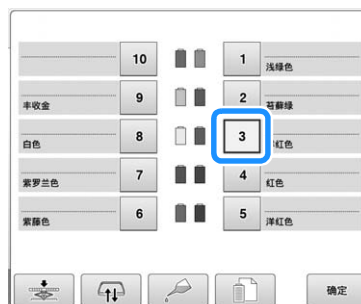 10 1 浅绿色
丰收金 9 2 苔藓绿
白色 8 3 红色
紫罗兰色 7 4 红色
紫藤色 6 5 洋红色
确定